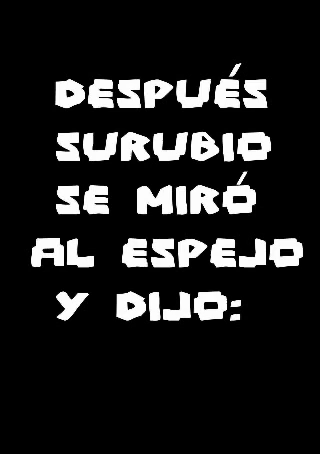 DESPUÉS
SURUBIO
SE MIRÓ
AL ESPEJO
Y DIJO: